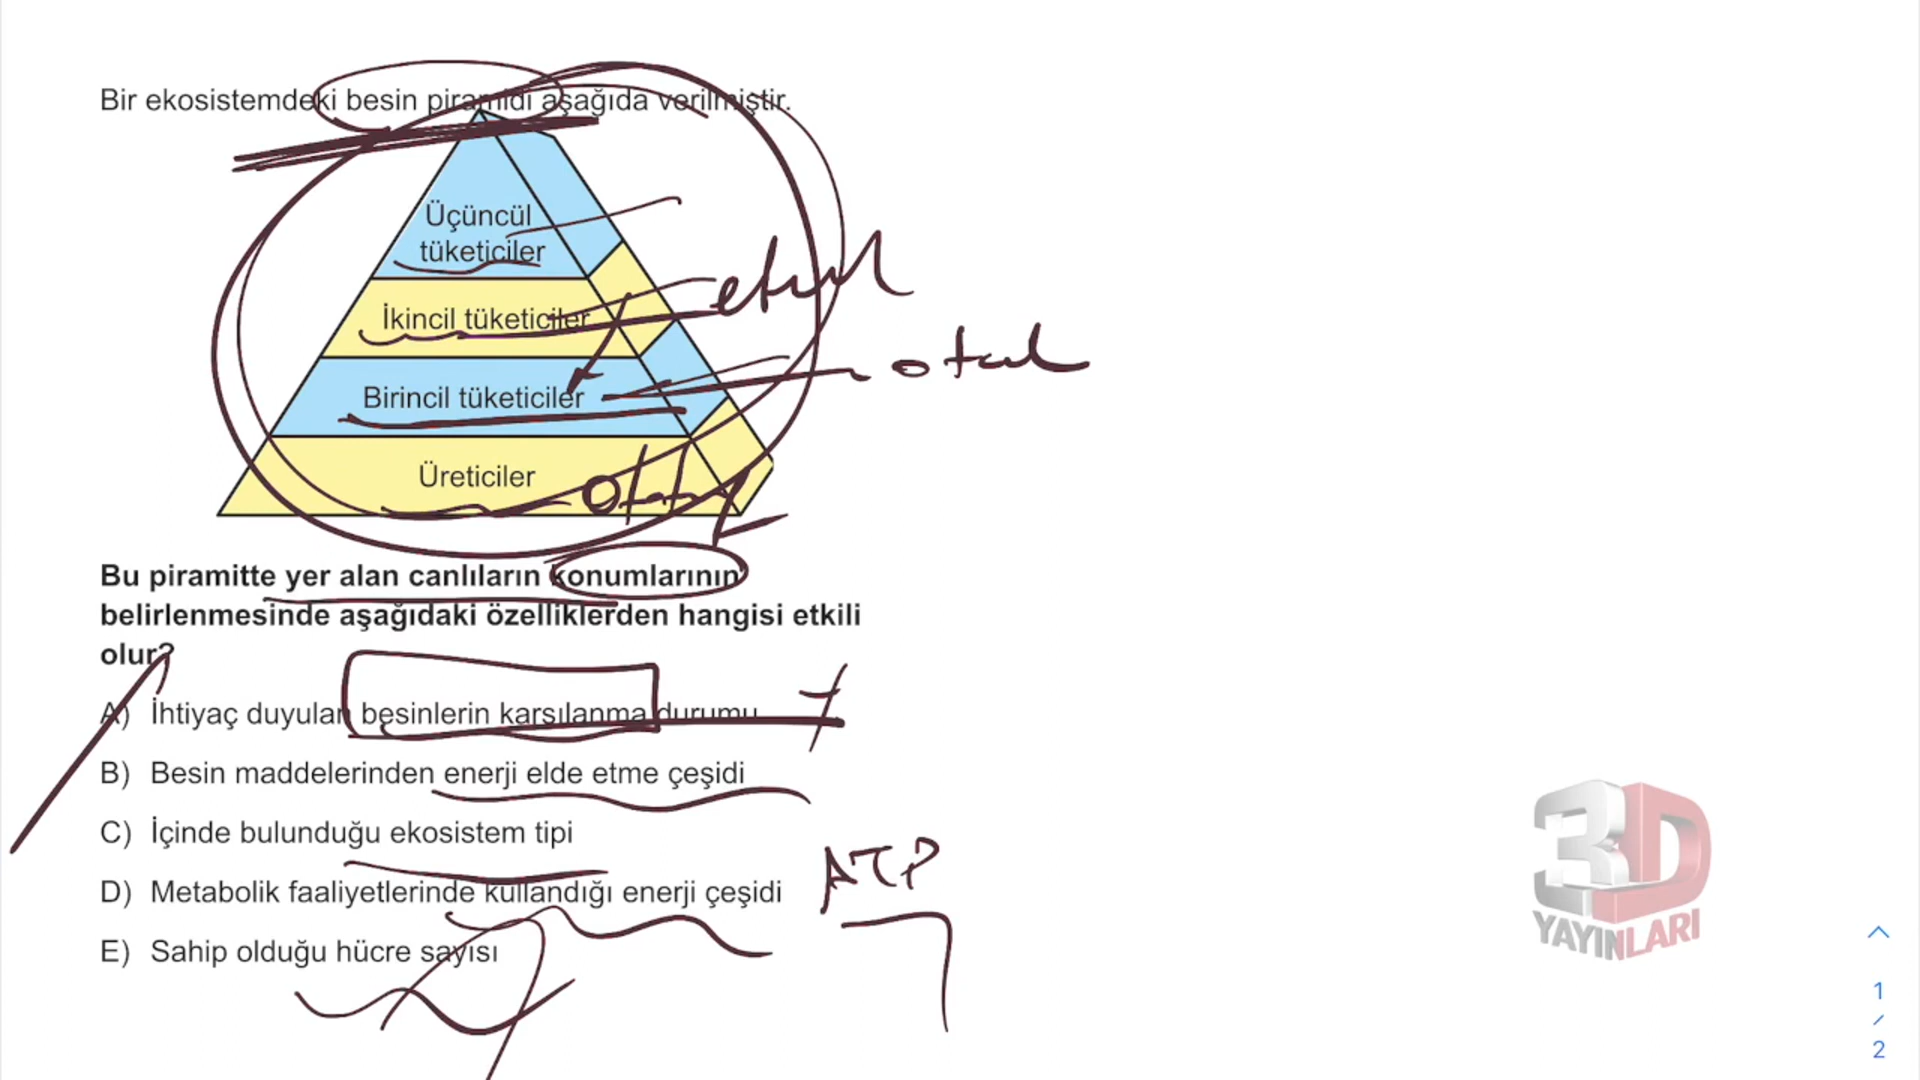 Bir ekosistemdeki besin piramidi aşağıda verilmiştir.
Üçüncül
tüketiciler
İkincil tüketiciler
etçul
Birincil tüketiciler
otçul
Üreticiler
Bu piramitte yer alan canlıların konumlarının
belirlenmesinde aşağıdaki özelliklerden hangisi etkili
olur?
A) İhtiyaç duyulan besinlerin karşılanma durumu
B) Besin maddelerinden enerji elde etme çeşidi
C) İçinde bulunduğu ekosistem tipi
ATP
D) Metabolik faaliyetlerinde kullandığı enerji çeşidi
E) Sahip olduğu hücre sayısı
3D
YAYINLARI
1
/
2